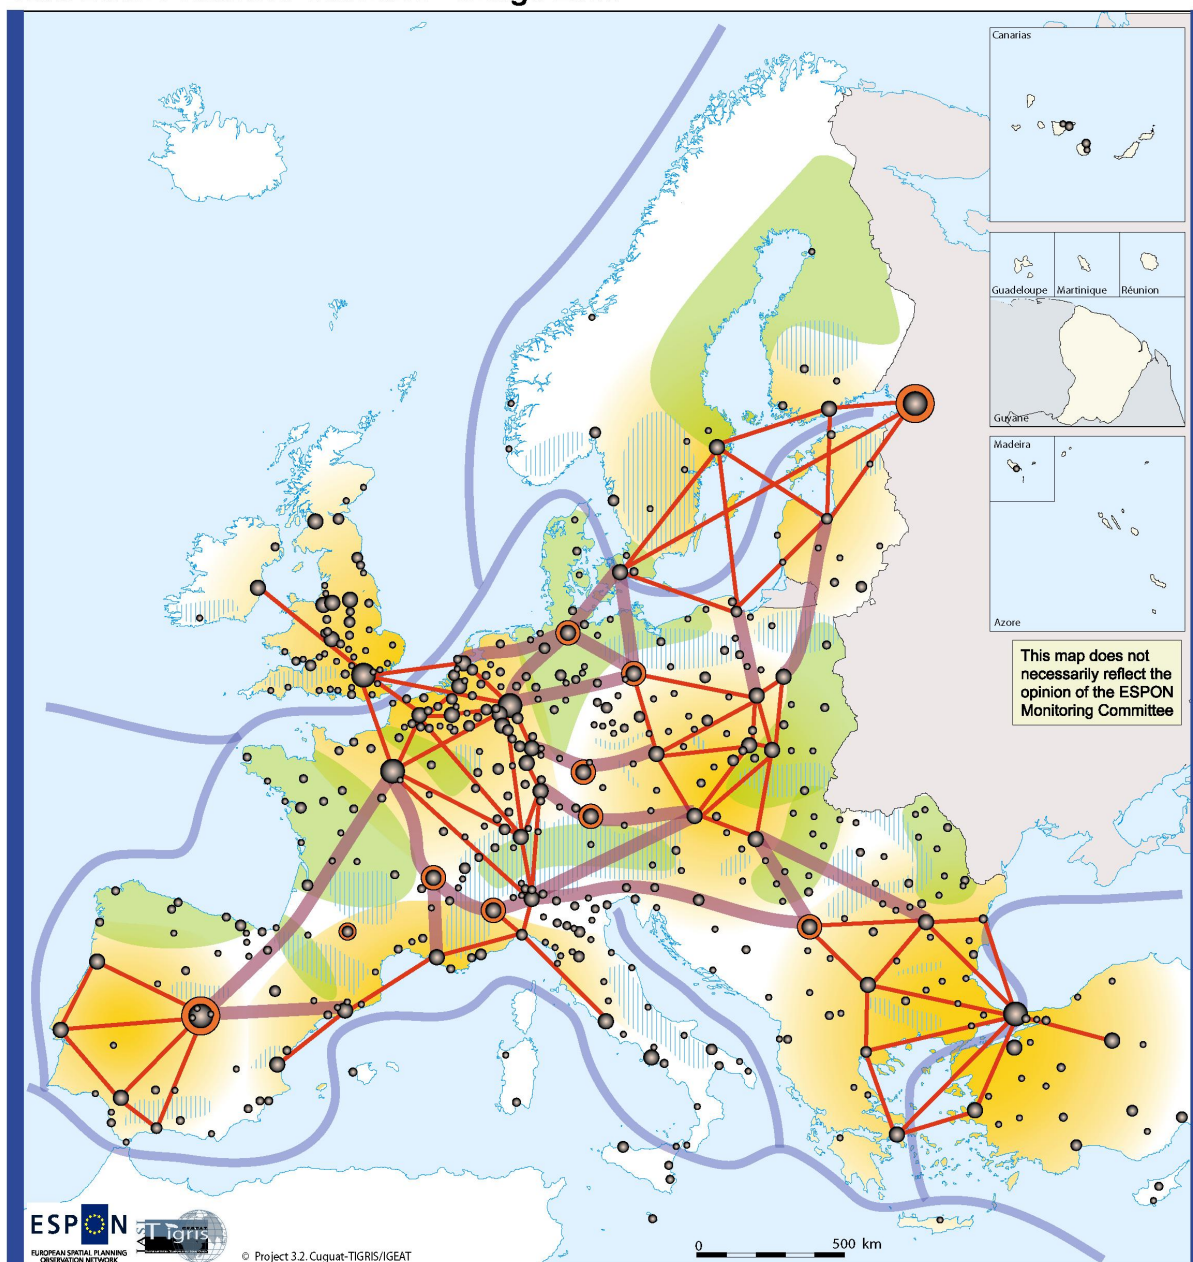 Canarias
Guadeloupe
Martinique
Réunion
Guyane
Madeira
Azore
This map does not
necessarily reflect the
opinion of the ESPON
Monitoring Committee
ESPON
EUROPEAN SPATIAL PLANNING
OBSERVATION NETWORK
Tigris
© Project 3.2. Cuquat-TIGRIS/IGEAT
0 500 km